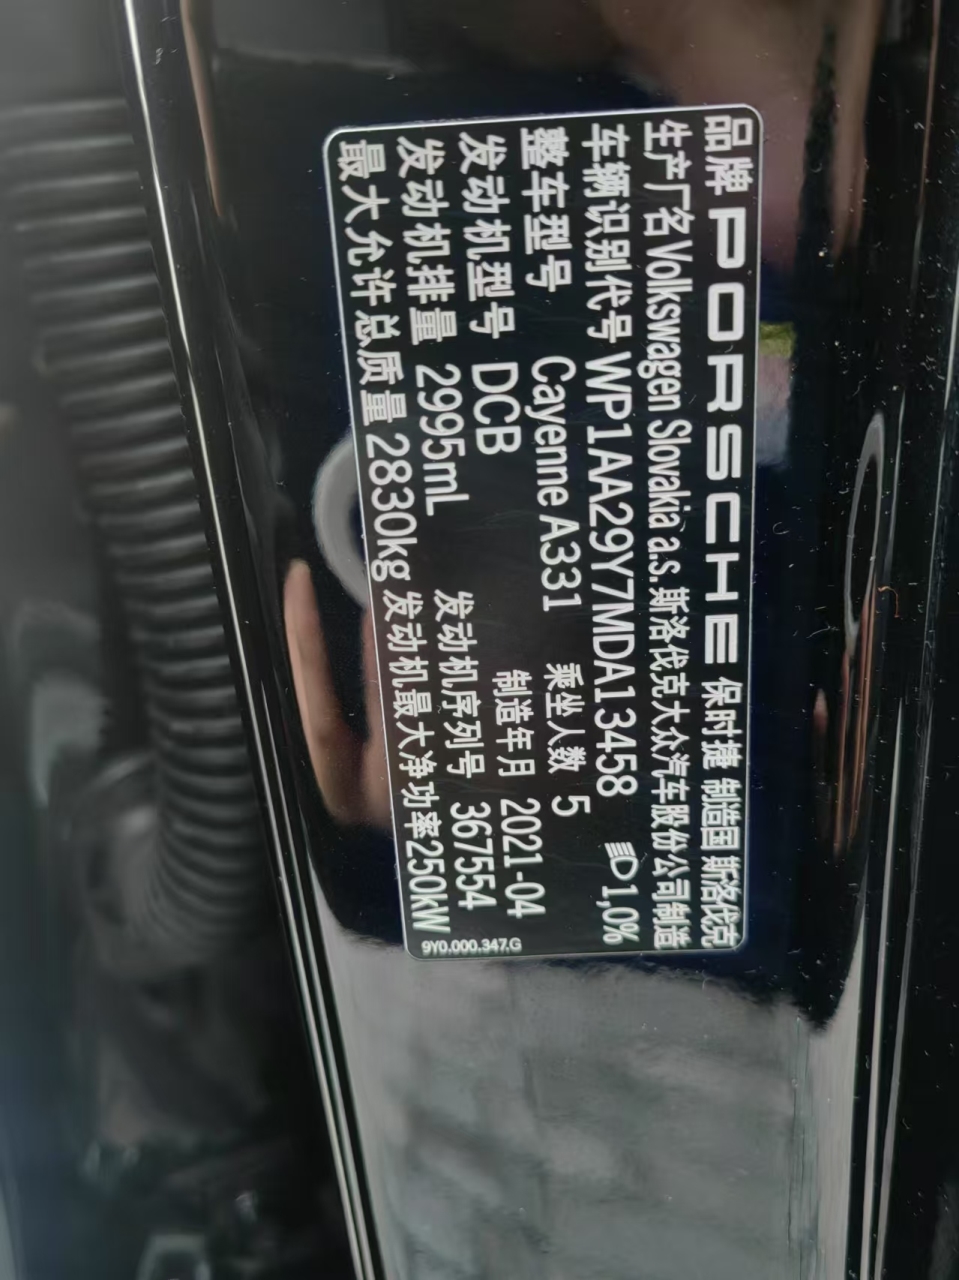 品牌 PORSCHE 保时捷 制造国 斯洛伐克
生产厂名 Volkswagen Slovakia a.s. 斯洛伐克大众汽车股份公司制造
车辆识别代号 WP1AA29Y7MDA13458 1,0%
整车型号 Cayenne A331 乘坐人数 5
发动机型号 DCB 制造年月 2021-04
发动机排量 2995mL 发动机序列号 367554
最大允许总质量 2830kg 发动机最大净功率250kW
9Y0.000.347.G